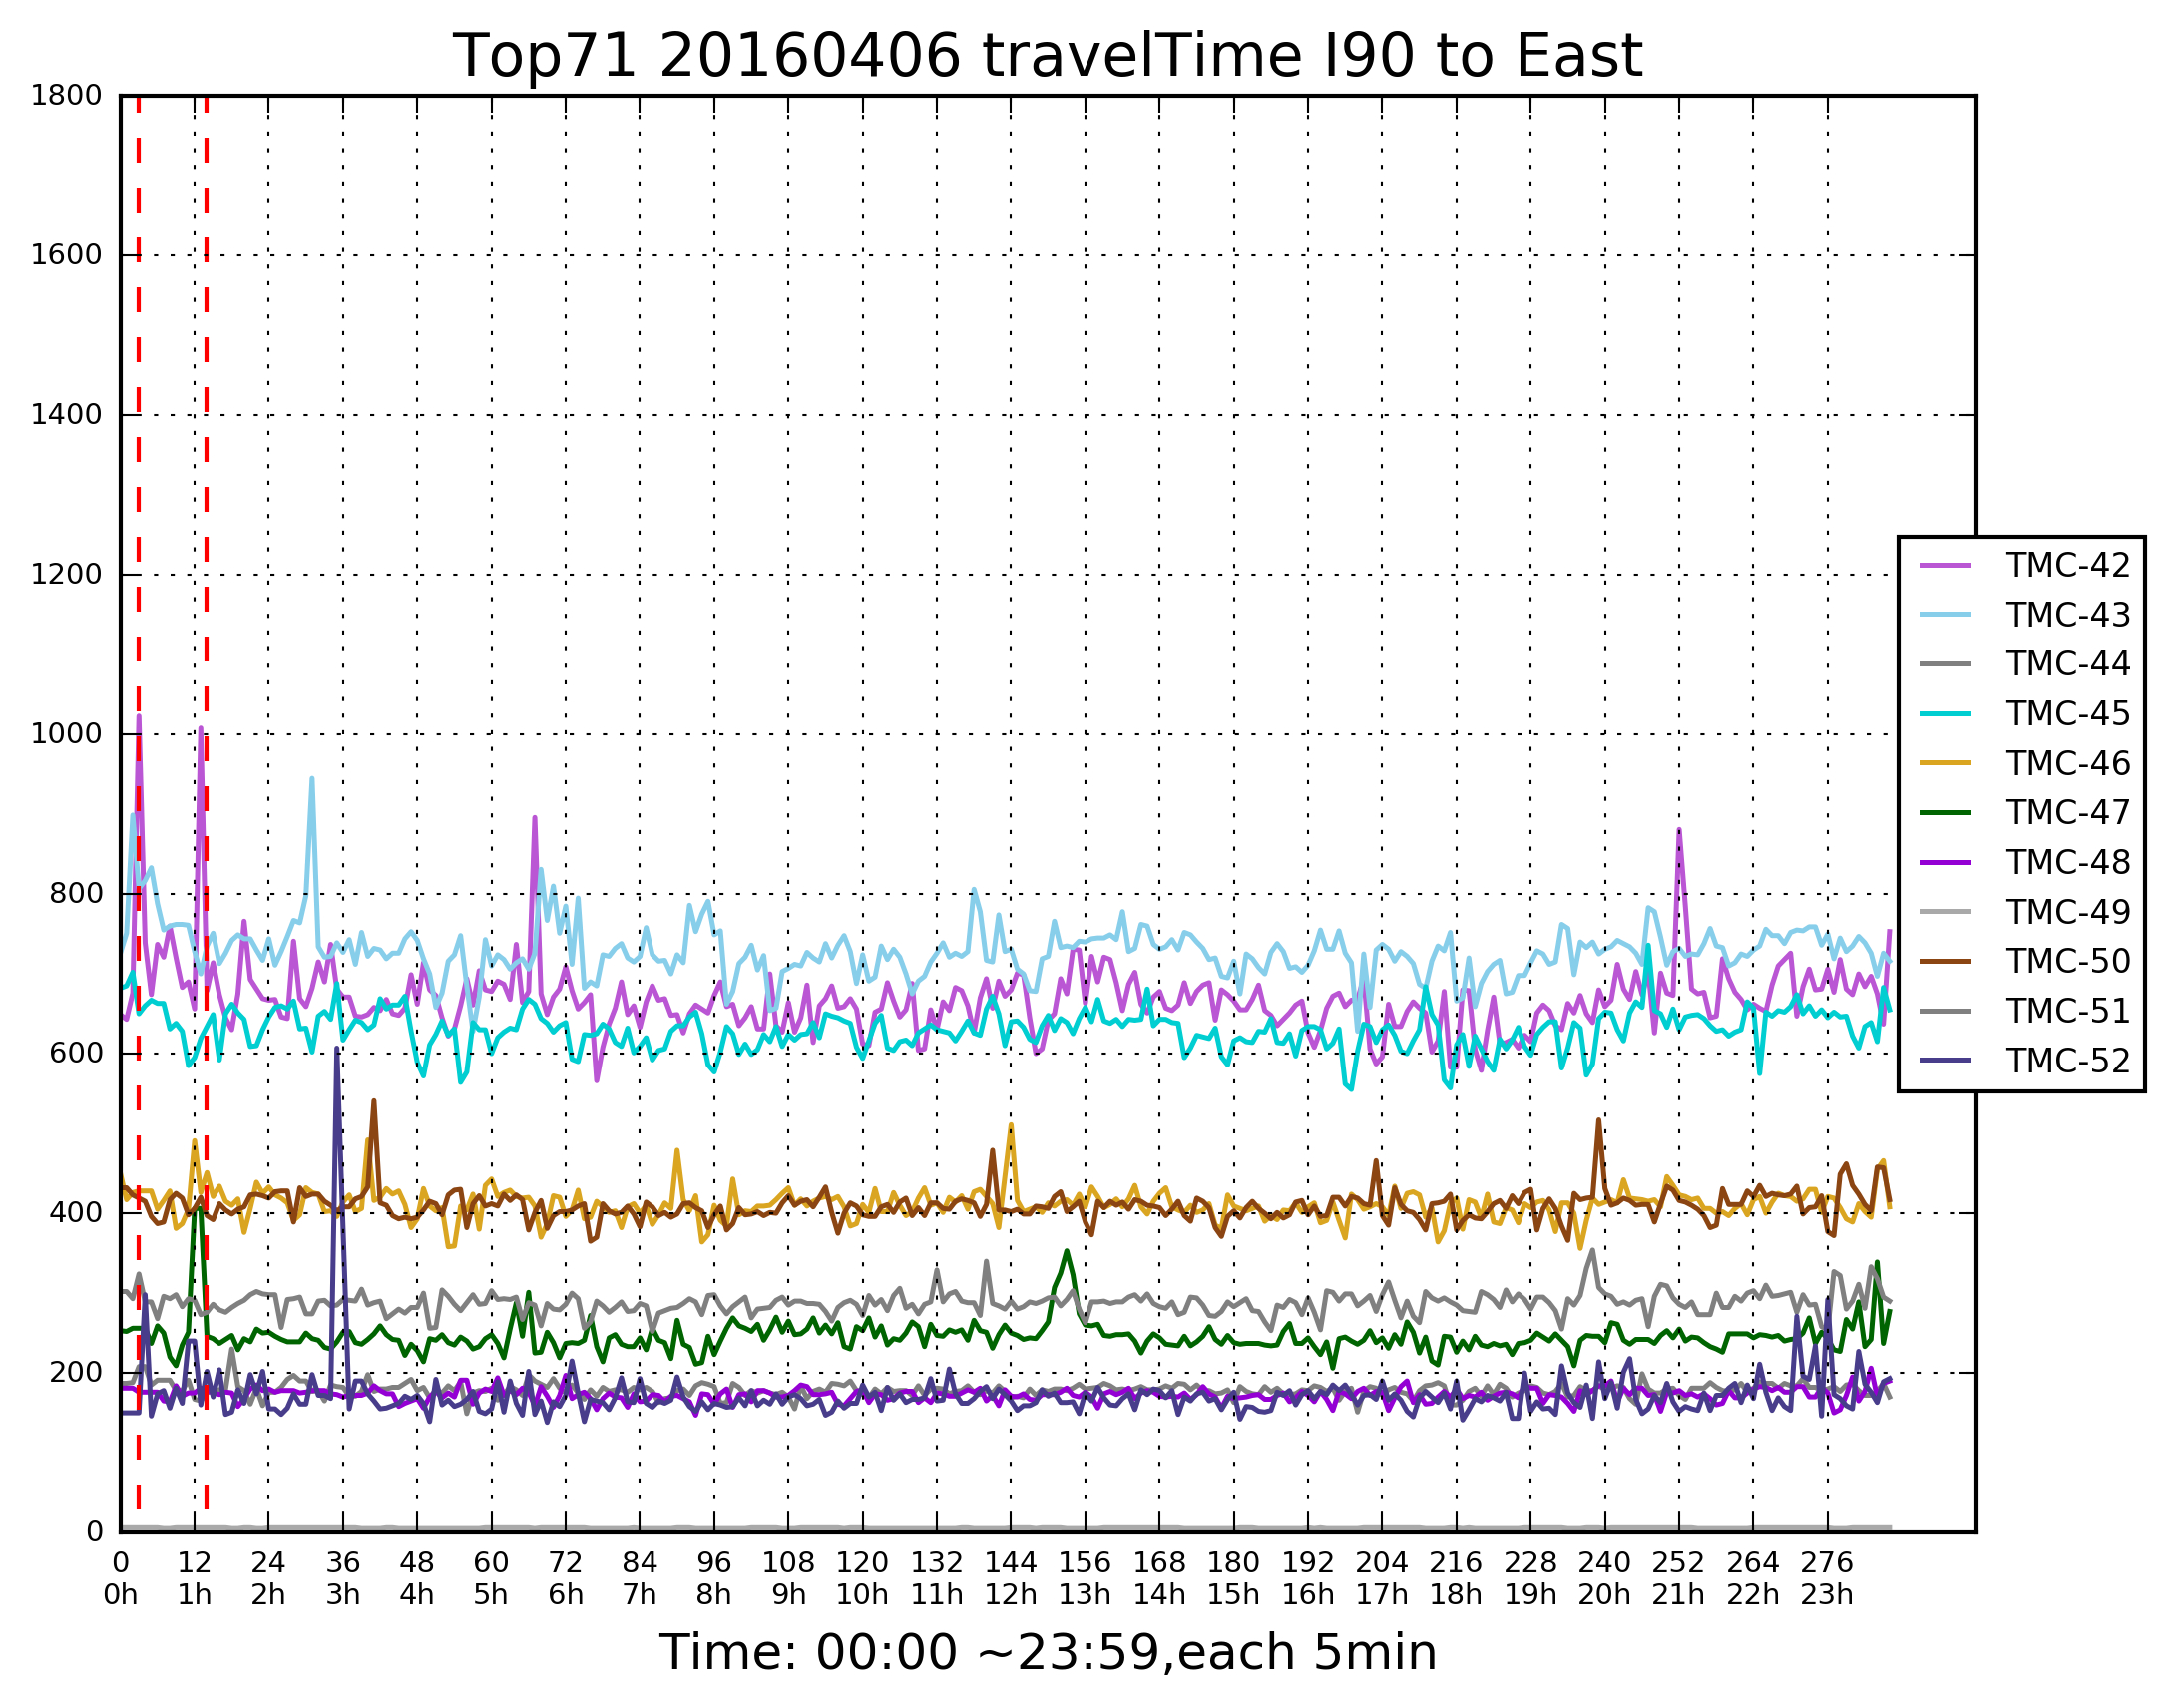 Top71 20160406 travelTime I90 to East
1800
1600
1400
1200
1000
800
600
400
200
0
TMC-42
TMC-43
TMC-44
TMC-45
TMC-46
TMC-47
TMC-48
TMC-49
TMC-50
TMC-51
TMC-52
0 12 24 36 48 60 72 84 96 108 120 132 144 156 168 180 192 204 216 228 240 252 264 276
0h 1h 2h 3h 4h 5h 6h 7h 8h 9h 10h 11h 12h 13h 14h 15h 16h 17h 18h 19h 20h 21h 22h 23h
Time: 00:00 ~23:59,each 5min